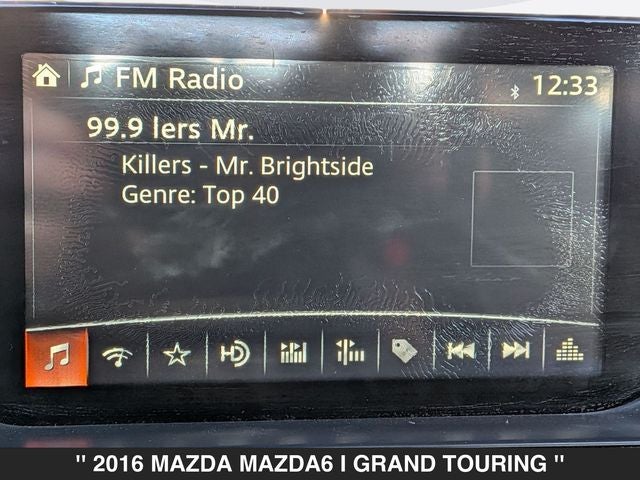 FM Radio 12:33
99.9 lers Mr.
Killers - Mr. Brightside
Genre: Top 40
HD
" 2016 MAZDA MAZDA6 I GRAND TOURING "